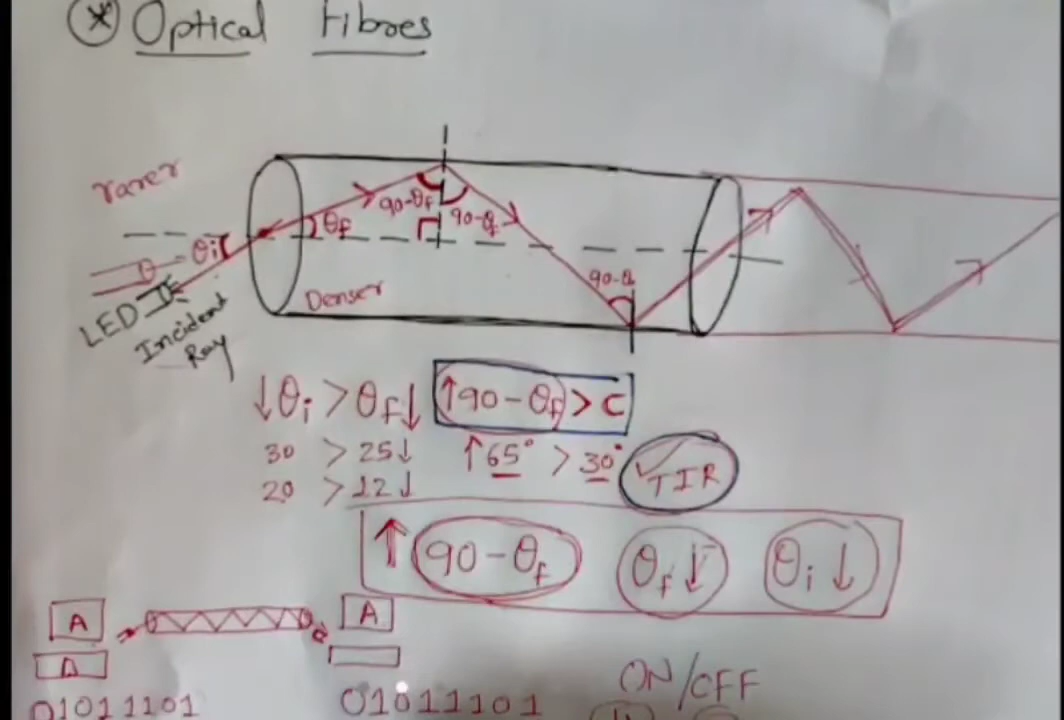 * Optical Fibres
rarer
θi
θf
90-θf
90-θf
90-θ
LED
Incident
Ray
Denser
↓θi > θf↓ ↑90-θf > C
30 > 25↓ ↑65° > 30° ✓TIR
20 > 12↓
↑ 90-θf θf↓ θi↓
A A
01011101 01011101
ON/OFF